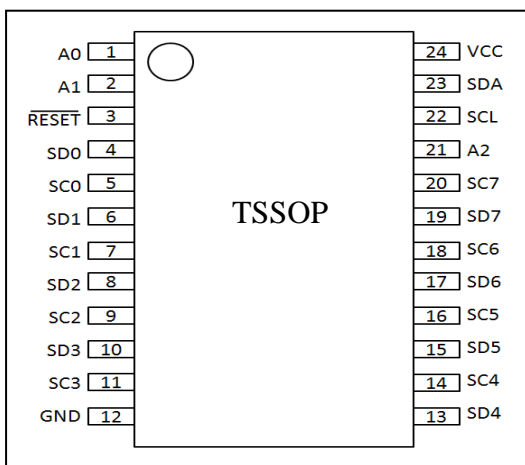 A0 1 24 VCC
A1 2 23 SDA
RESET 3 22 SCL
SD0 4 21 A2
SC0 5 20 SC7
SD1 6 TSSOP 19 SD7
SC1 7 18 SC6
SD2 8 17 SD6
SC2 9 16 SC5
SD3 10 15 SD5
SC3 11 14 SC4
GND 12 13 SD4